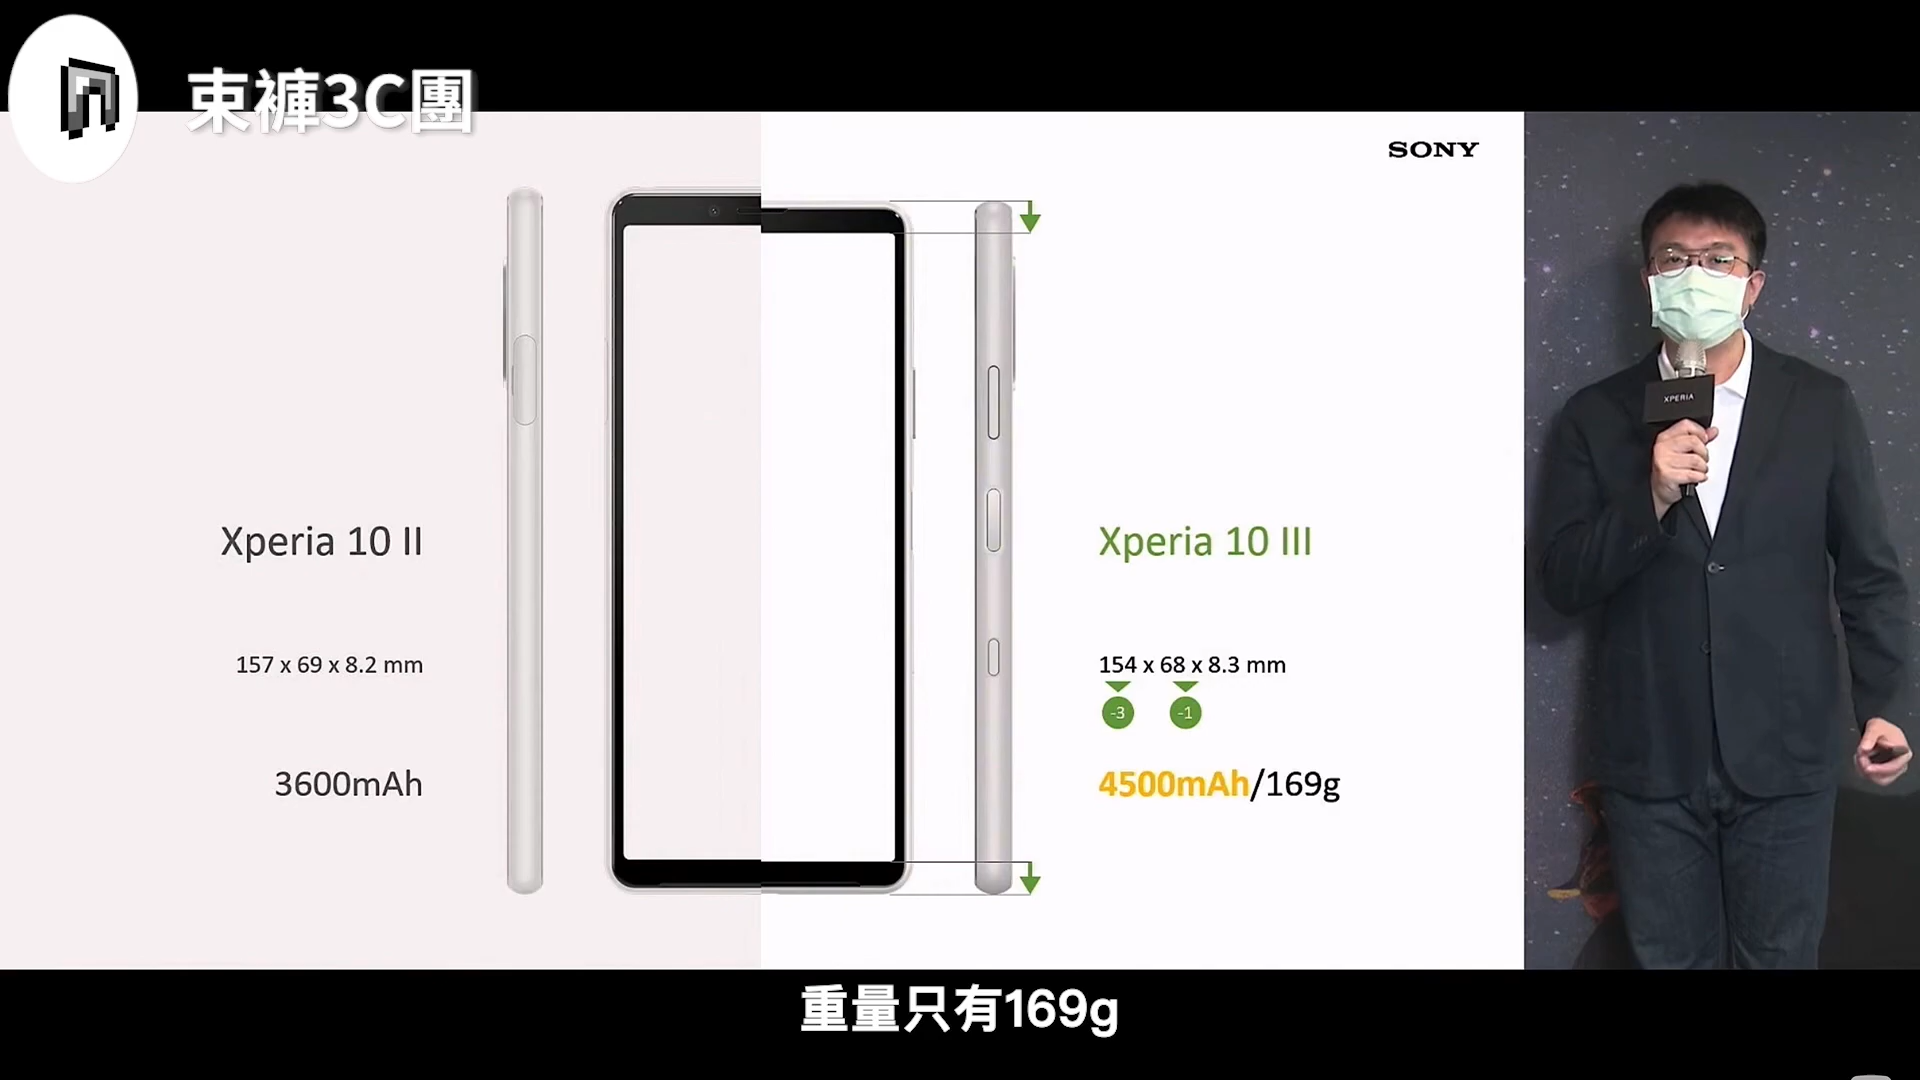 束褲3C團
SONY
XPERIA
Xperia 10 II
157 x 69 x 8.2 mm
3600mAh
Xperia 10 III
154 x 68 x 8.3 mm
-3
-1
4500mAh/169g
重量只有169g